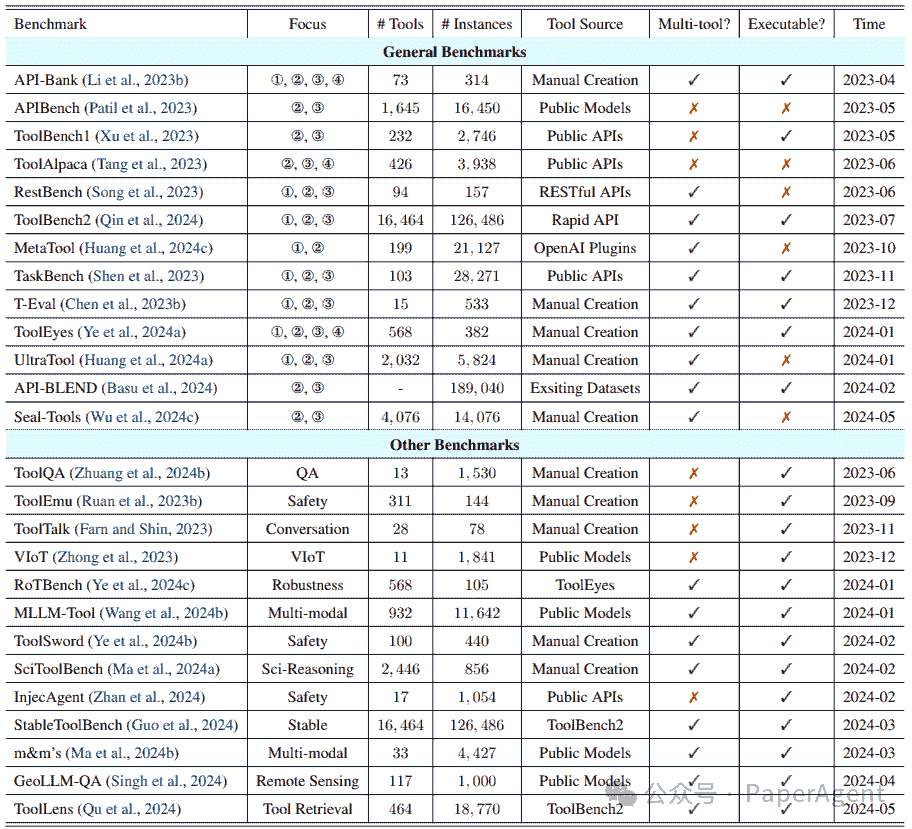 Benchmark Focus # Tools # Instances Tool Source Multi-tool? Executable? Time
General Benchmarks
API-Bank (Li et al., 2023b) ①, ②, ③, ④ 73 314 Manual Creation ✓ ✓ 2023-04
APIBench (Patil et al., 2023) ②, ③ 1,645 16,450 Public Models ✗ ✗ 2023-05
ToolBench1 (Xu et al., 2023) ②, ③ 232 2,746 Public APIs ✗ ✓ 2023-05
ToolAlpaca (Tang et al., 2023) ②, ③, ④ 426 3,938 Public APIs ✗ ✗ 2023-06
RestBench (Song et al., 2023) ①, ②, ③ 94 157 RESTful APIs ✓ ✗ 2023-06
ToolBench2 (Qin et al., 2024) ①, ②, ③ 16,464 126,486 Rapid API ✓ ✓ 2023-07
MetaTool (Huang et al., 2024c) ①, ② 199 21,127 OpenAI Plugins ✓ ✗ 2023-10
TaskBench (Shen et al., 2023) ①, ②, ③ 103 28,271 Public APIs ✓ ✓ 2023-11
T-Eval (Chen et al., 2023b) ①, ②, ③ 15 533 Manual Creation ✓ ✓ 2023-12
ToolEyes (Ye et al., 2024a) ①, ②, ③, ④ 568 382 Manual Creation ✓ ✓ 2024-01
UltraTool (Huang et al., 2024a) ①, ②, ③ 2,032 5,824 Manual Creation ✓ ✗ 2024-01
API-BLEND (Basu et al., 2024) ②, ③ - 189,040 Exsiting Datasets ✓ ✓ 2024-02
Seal-Tools (Wu et al., 2024c) ②, ③ 4,076 14,076 Manual Creation ✓ ✗ 2024-05
Other Benchmarks
ToolQA (Zhuang et al., 2024b) QA 13 1,530 Manual Creation ✗ ✓ 2023-06
ToolEmu (Ruan et al., 2023b) Safety 311 144 Manual Creation ✗ ✓ 2023-09
ToolTalk (Farn and Shin, 2023) Conversation 28 78 Manual Creation ✗ ✓ 2023-11
VIoT (Zhong et al., 2023) VIoT 11 1,841 Public Models ✗ ✓ 2023-12
RoTBench (Ye et al., 2024c) Robustness 568 105 ToolEyes ✓ ✓ 2024-01
MLLM-Tool (Wang et al., 2024b) Multi-modal 932 11,642 Public Models ✓ ✓ 2024-01
ToolSword (Ye et al., 2024b) Safety 100 440 Manual Creation ✓ ✓ 2024-02
SciToolBench (Ma et al., 2024a) Sci-Reasoning 2,446 856 Manual Creation ✓ ✓ 2024-02
InjecAgent (Zhan et al., 2024) Safety 17 1,054 Public APIs ✗ ✓ 2024-02
StableToolBench (Guo et al., 2024) Stable 16,464 126,486 ToolBench2 ✓ ✓ 2024-03
m&m's (Ma et al., 2024b) Multi-modal 33 4,427 Public Models ✓ ✓ 2024-03
GeoLLM-QA (Singh et al., 2024) Remote Sensing 117 1,000 Public Models ✓ ✓ 2024-04
ToolLens (Qu et al., 2024) Tool Retrieval 464 18,770 ToolBench2 ✓ ✓ 2024-05
公众号 · PaperAgent